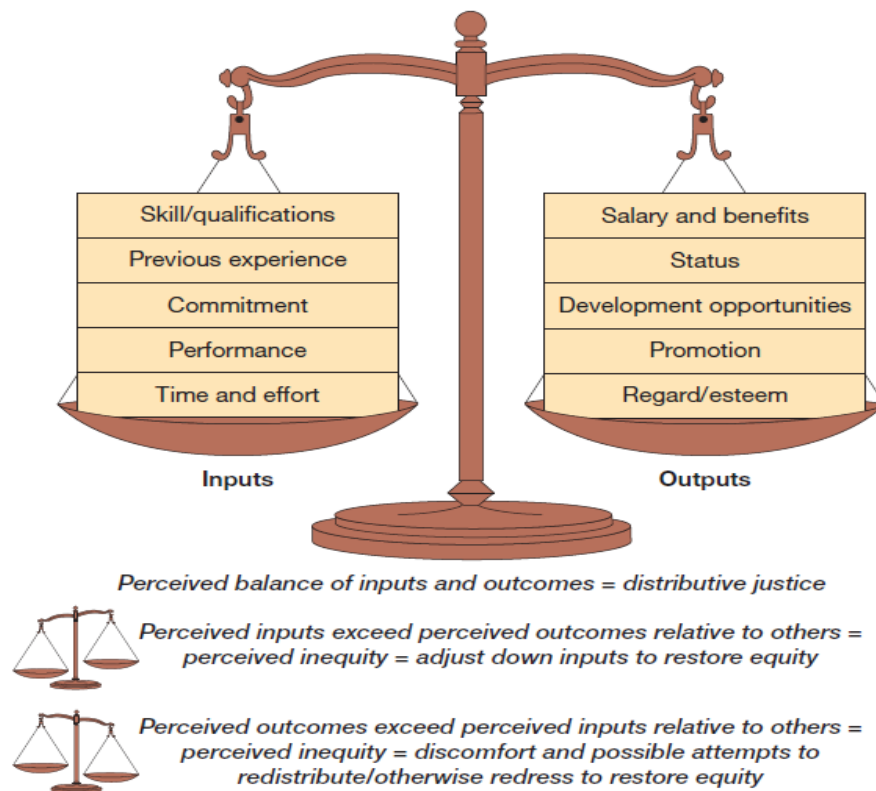 Skill/qualifications
Previous experience
Commitment
Performance
Time and effort
Inputs
Salary and benefits
Status
Development opportunities
Promotion
Regard/esteem
Outputs
Perceived balance of inputs and outcomes = distributive justice
Perceived inputs exceed perceived outcomes relative to others =
perceived inequity = adjust down inputs to restore equity
Perceived outcomes exceed perceived inputs relative to others =
perceived inequity = discomfort and possible attempts to
redistribute/otherwise redress to restore equity